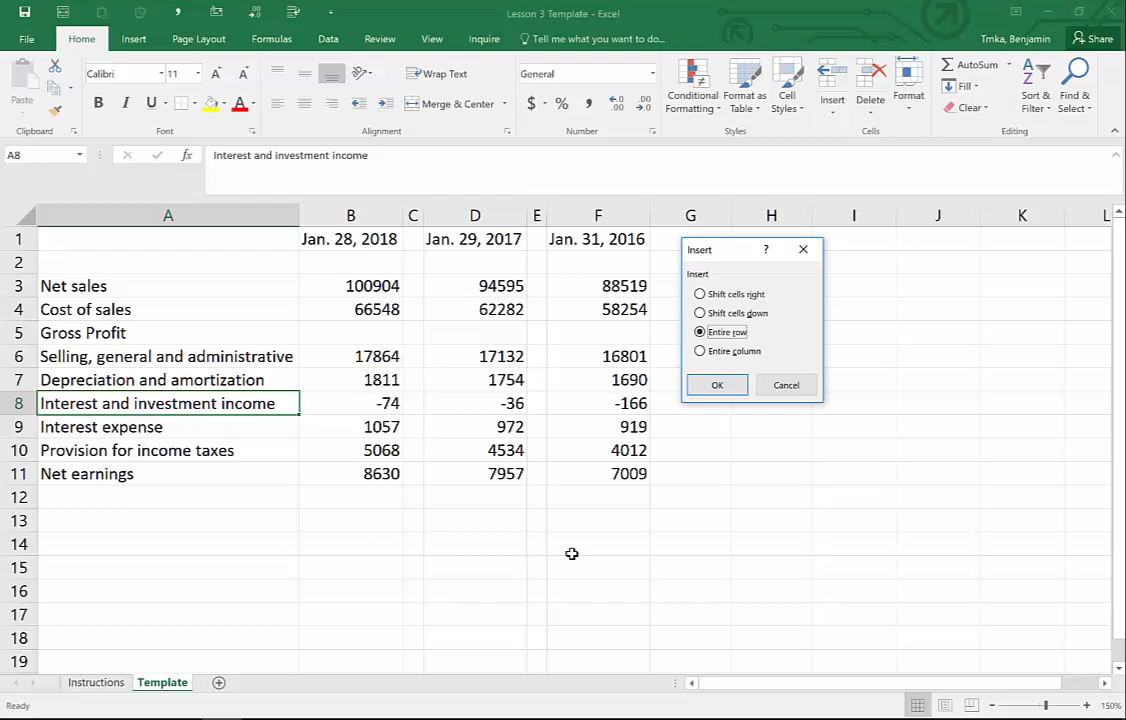 Lesson 3 Template - Excel
File Home Insert Page Layout Formulas Data Review View Inquire Tell me what you want to do... Trnka, Benjamin Share
Paste
Calibri 11
B I U
Wrap Text
Merge & Center
General
$ % ,
Conditional Formatting
Format as Table
Cell Styles
Insert
Delete
Format
AutoSum
Fill
Clear
Sort & Filter
Find & Select
Clipboard Font Alignment Number Styles Cells Editing
A8 fx Interest and investment income
A B C D E F G H I J K L
1 Jan. 28, 2018 Jan. 29, 2017 Jan. 31, 2016
2
3 Net sales 100904 94595 88519
4 Cost of sales 66548 62282 58254
5 Gross Profit
6 Selling, general and administrative 17864 17132 16801
7 Depreciation and amortization 1811 1754 1690
8 Interest and investment income -74 -36 -166
9 Interest expense 1057 972 919
10 Provision for income taxes 5068 4534 4012
11 Net earnings 8630 7957 7009
12
13
14
15
16
17
18
19
Insert ?
Insert
Shift cells right
Shift cells down
Entire row
Entire column
OK Cancel
Instructions Template
Ready 150%